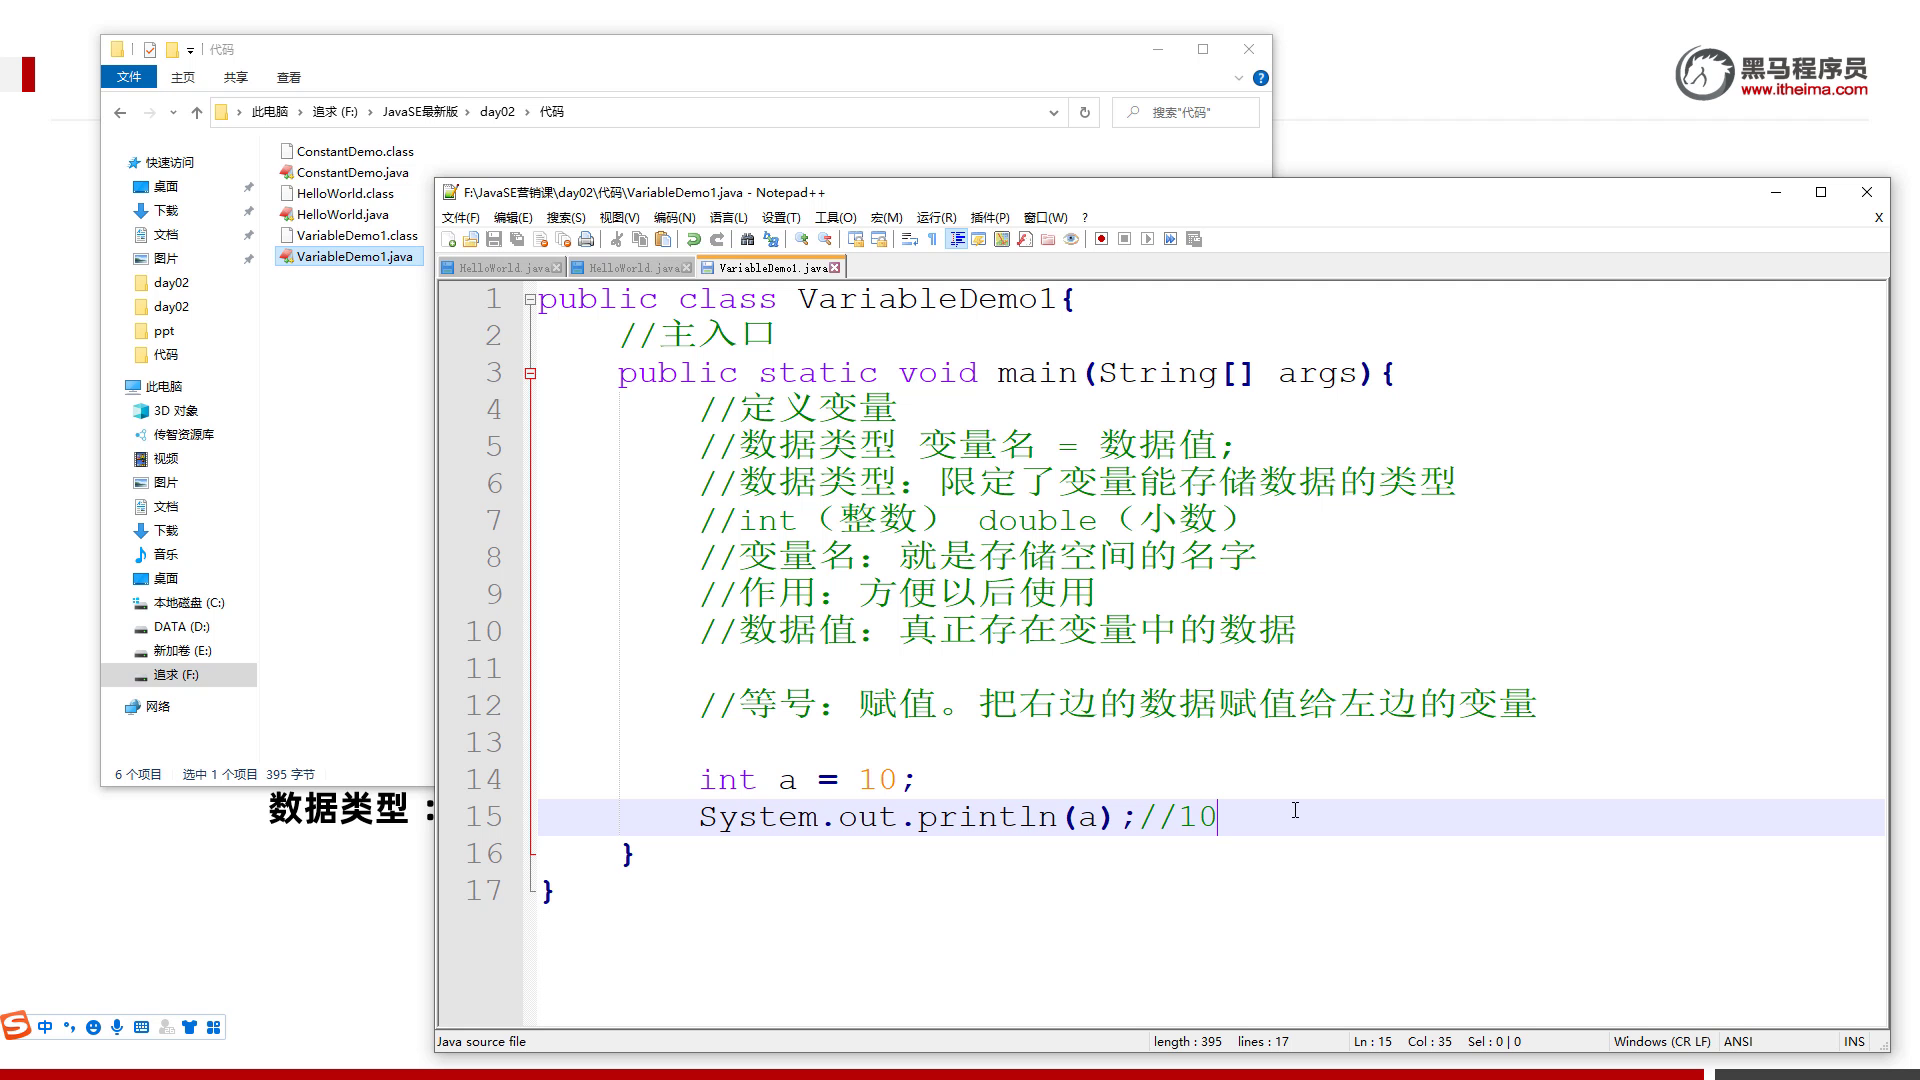 代码
文件 主页 共享 查看
此电脑 > 追求 (F:) > JavaSE最新版 > day02 > 代码
搜索"代码"
黑马程序员
www.itheima.com
快速访问
桌面
下载
文档
图片
day02
day02
ppt
代码
此电脑
3D 对象
传智资源库
视频
图片
文档
下载
音乐
桌面
本地磁盘 (C:)
DATA (D:)
新加卷 (E:)
追求 (F:)
网络
ConstantDemo.class
ConstantDemo.java
HelloWorld.class
HelloWorld.java
VariableDemo1.class
VariableDemo1.java
6 个项目 选中 1 个项目 395 字节
数据类型：
F:\JavaSE营销课\day02\代码\VariableDemo1.java - Notepad++
文件(F) 编辑(E) 搜索(S) 视图(V) 编码(N) 语言(L) 设置(T) 工具(O) 宏(M) 运行(R) 插件(P) 窗口(W) ? X
HelloWorld.java HelloWorld.java VariableDemo1.java
1 public class VariableDemo1{
2 //主入口
3 public static void main(String[] args){
4 //定义变量
5 //数据类型 变量名 = 数据值;
6 //数据类型：限定了变量能存储数据的类型
7 //int（整数） double（小数）
8 //变量名：就是存储空间的名字
9 //作用：方便以后使用
10 //数据值：真正存在变量中的数据
11
12 //等号：赋值。把右边的数据赋值给左边的变量
13
14 int a = 10;
15 System.out.println(a);//10
16 }
17 }
Java source file length : 395 lines : 17 Ln : 15 Col : 35 Sel : 0 | 0 Windows (CR LF) ANSI INS
中